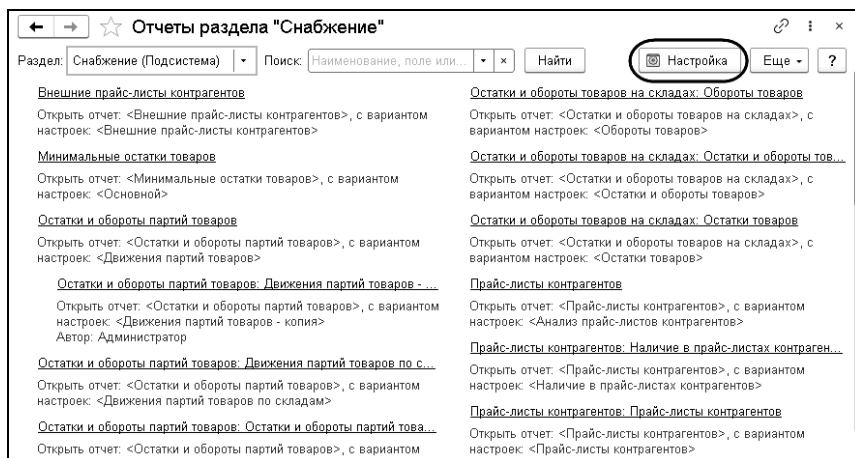 Отчеты раздела "Снабжение"
Раздел: Снабжение (Подсистема) Поиск: Наименование, поле или... × Найти Настройка Еще ?
Внешние прайс-листы контрагентов
Открыть отчет: <Внешние прайс-листы контрагентов>, с вариантом
настроек: <Внешние прайс-листы контрагентов>
Минимальные остатки товаров
Открыть отчет: <Минимальные остатки товаров>, с вариантом
настроек: <Основной>
Остатки и обороты партий товаров
Открыть отчет: <Остатки и обороты партий товаров>, с вариантом
настроек: <Движения партий товаров>
Остатки и обороты партий товаров: Движения партий товаров - ...
Открыть отчет: <Остатки и обороты партий товаров>, с вариантом
настроек: <Движения партий товаров - копия>
Автор: Администратор
Остатки и обороты партий товаров: Движения партий товаров по с...
Открыть отчет: <Остатки и обороты партий товаров>, с вариантом
настроек: <Движения партий товаров по складам>
Остатки и обороты партий товаров: Остатки и обороты партий това...
Открыть отчет: <Остатки и обороты партий товаров>, с вариантом
Остатки и обороты товаров на складах: Обороты товаров
Открыть отчет: <Остатки и обороты товаров на складах>, с
вариантом настроек: <Обороты товаров>
Остатки и обороты товаров на складах: Остатки и обороты тов...
Открыть отчет: <Остатки и обороты товаров на складах>, с
вариантом настроек: <Остатки и обороты товаров>
Остатки и обороты товаров на складах: Остатки товаров
Открыть отчет: <Остатки и обороты товаров на складах>, с
вариантом настроек: <Остатки товаров>
Прайс-листы контрагентов
Открыть отчет: <Прайс-листы контрагентов>, с вариантом
настроек: <Анализ прайс-листов контрагентов>
Прайс-листы контрагентов: Наличие в прайс-листах контраген...
Открыть отчет: <Прайс-листы контрагентов>, с вариантом
настроек: <Наличие в прайс-листах контрагентов>
Прайс-листы контрагентов: Прайс-листы контрагентов
Открыть отчет: <Прайс-листы контрагентов>, с вариантом
настроек: <Прайс-листы контрагентов>